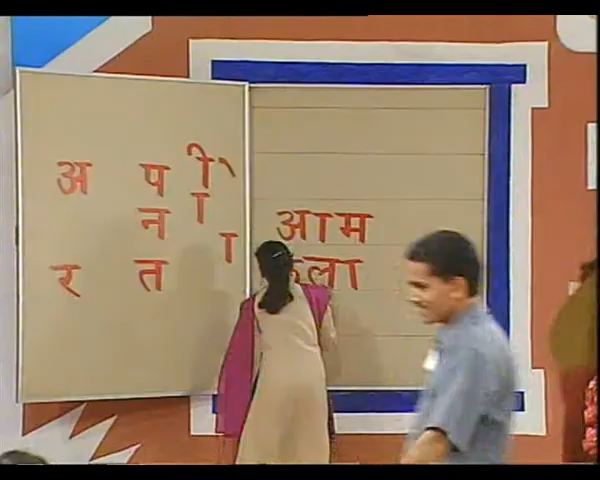 अ प ी े
न ा
ा
र त
आम